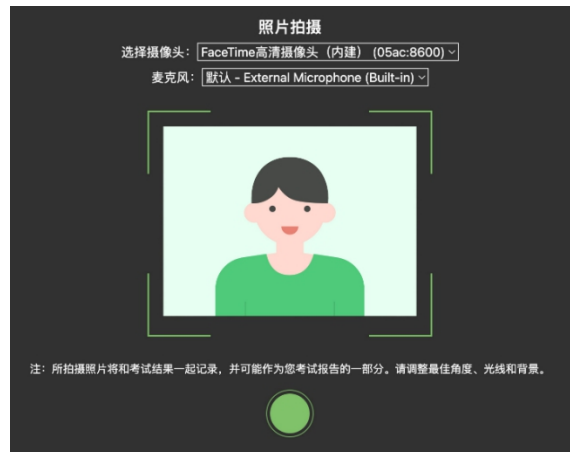 照片拍摄
选择摄像头： FaceTime高清摄像头（内建） (05ac:8600)
麦克风： 默认 - External Microphone (Built-in)
注：所拍摄照片将和考试结果一起记录，并可能作为您考试报告的一部分。请调整最佳角度、光线和背景。